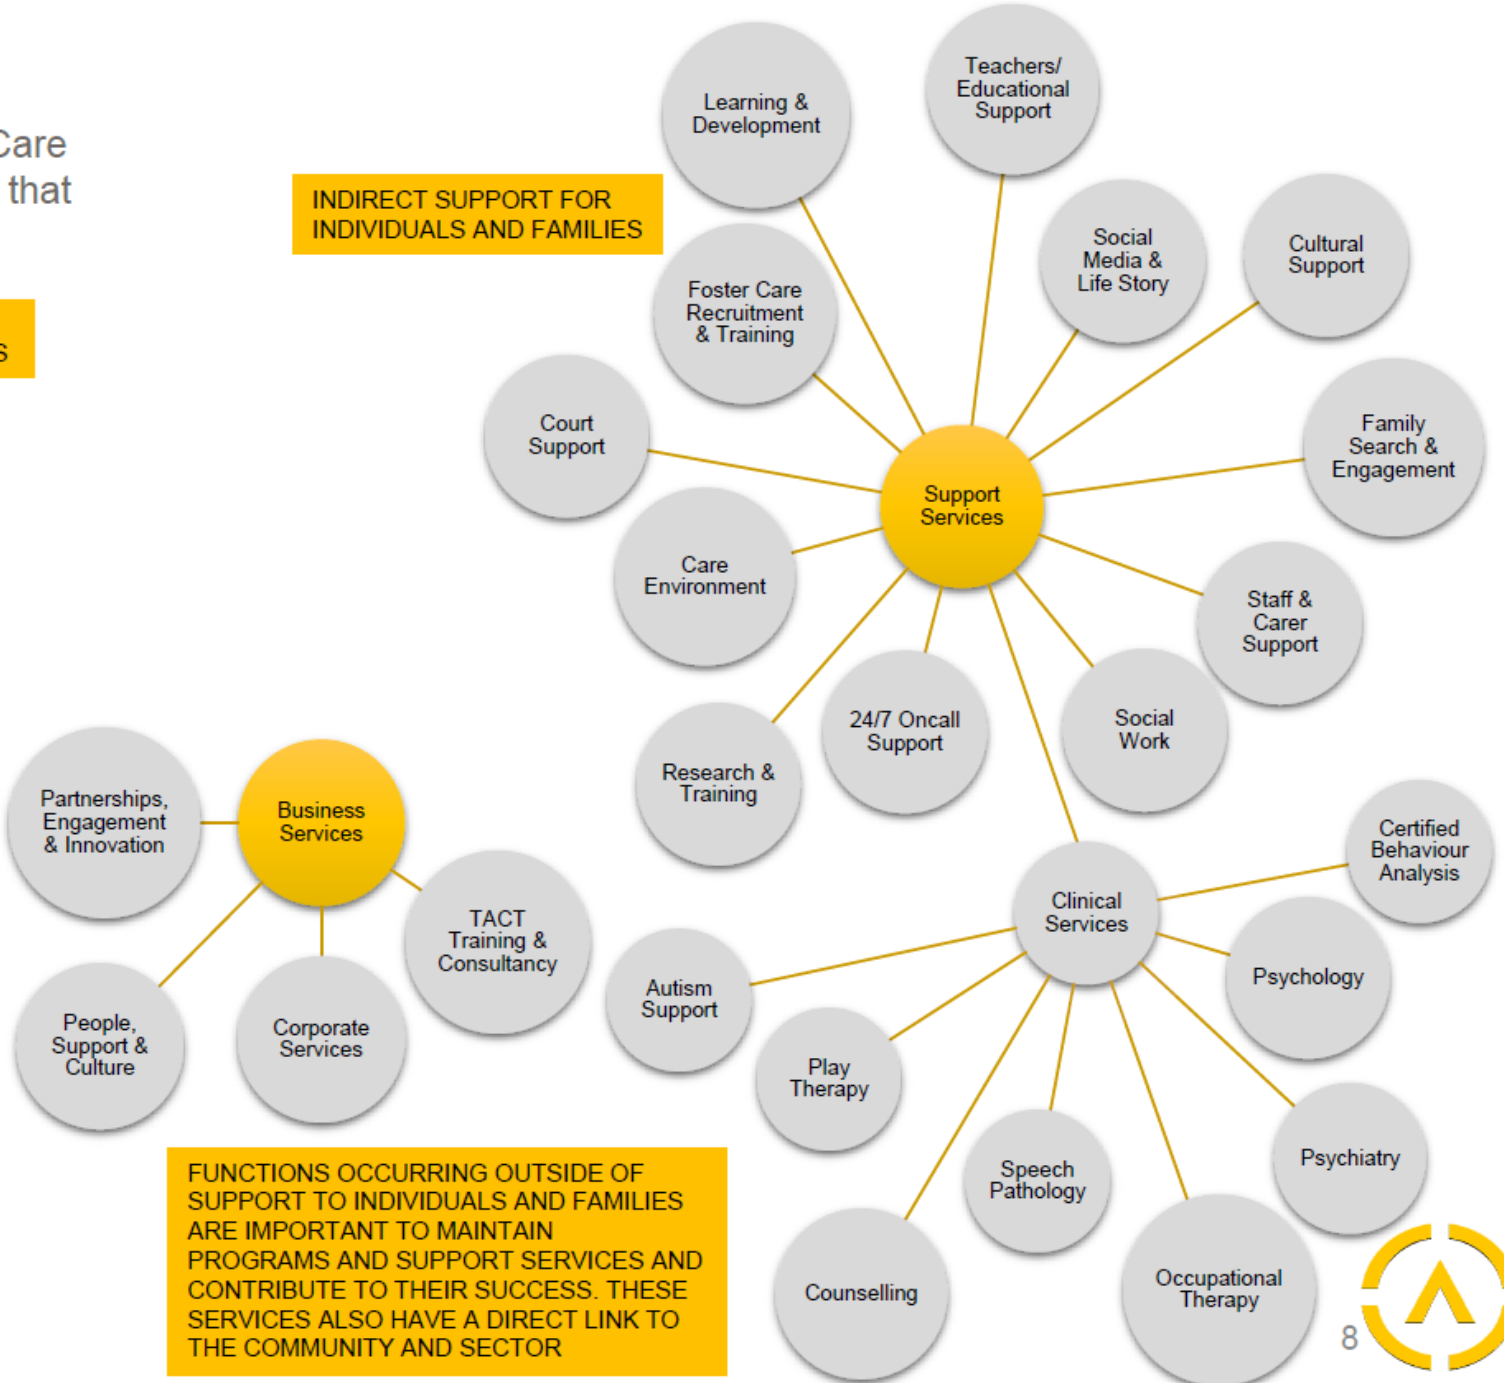 Care
that
S
INDIRECT SUPPORT FOR
INDIVIDUALS AND FAMILIES
Learning &
Development
Teachers/
Educational
Support
Foster Care
Recruitment
& Training
Social
Media &
Life Story
Cultural
Support
Court
Support
Family
Search &
Engagement
Support
Services
Care
Environment
Staff &
Carer
Support
24/7 Oncall
Support
Social
Work
Research &
Training
Partnerships,
Engagement
& Innovation
Business
Services
TACT
Training &
Consultancy
People,
Support &
Culture
Corporate
Services
Clinical
Services
Certified
Behaviour
Analysis
Autism
Support
Psychology
Play
Therapy
Psychiatry
Speech
Pathology
Counselling
Occupational
Therapy
FUNCTIONS OCCURRING OUTSIDE OF
SUPPORT TO INDIVIDUALS AND FAMILIES
ARE IMPORTANT TO MAINTAIN
PROGRAMS AND SUPPORT SERVICES AND
CONTRIBUTE TO THEIR SUCCESS. THESE
SERVICES ALSO HAVE A DIRECT LINK TO
THE COMMUNITY AND SECTOR
8